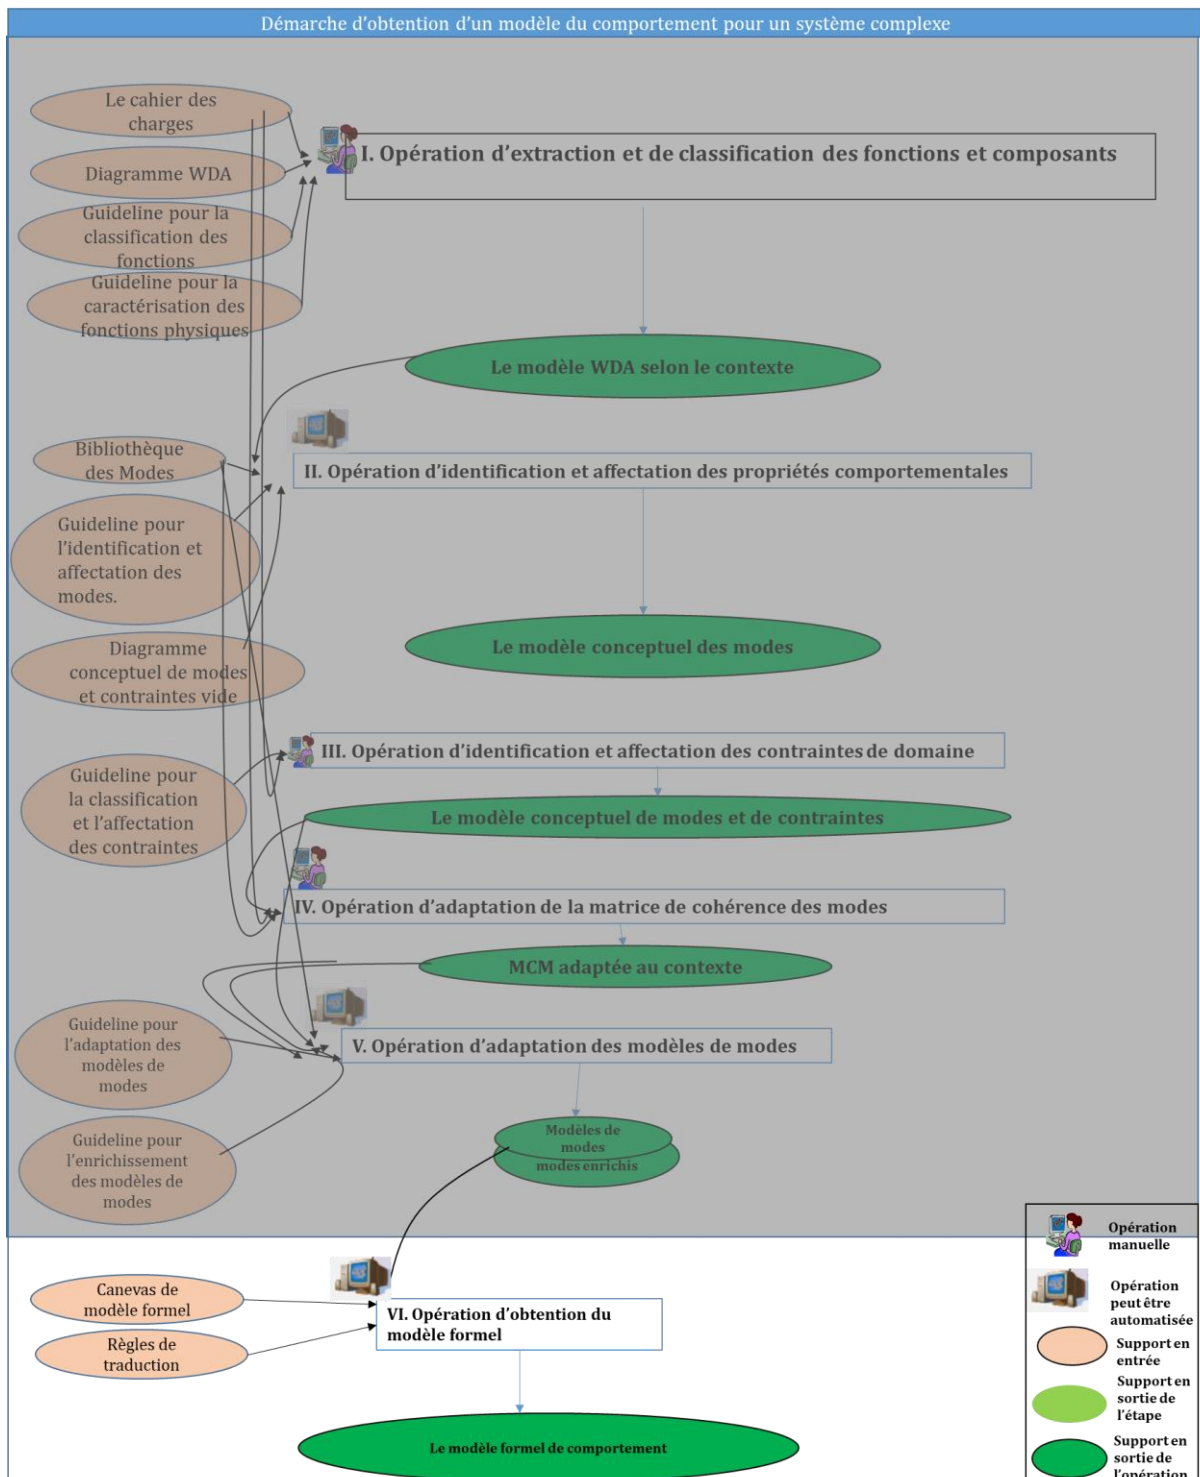 Démarche d'obtention d'un modèle du comportement pour un système complexe
Le cahier des
charges
I. Opération d'extraction et de classification des fonctions et composants
Diagramme WDA
Guideline pour la
classification des
fonctions
Guideline pour la
caractérisation des
fonctions physiques
Le modèle WDA selon le contexte
Bibliothèque
des Modes
II. Opération d'identification et affectation des propriétés comportementales
Guideline pour
l'identification et
affectation des
modes.
Le modèle conceptuel des modes
Diagramme
conceptuel de modes
et contraintes vide
III. Opération d'identification et affectation des contraintes de domaine
Guideline pour
la classification
et l'affectation
des contraintes
Le modèle conceptuel de modes et de contraintes
IV. Opération d'adaptation de la matrice de cohérence des modes
MCM adaptée au contexte
Guideline pour
l'adaptation des
modèles de
modes
V. Opération d'adaptation des modèles de modes
Guideline pour
l'enrichissement
des modèles de
modes
Modèles de
modes
modes enrichis
Canevas de
modèle formel
Règles de
traduction
VI. Opération d'obtention du
modèle formel
Le modèle formel de comportement
Opération
manuelle
Opération
peut être
automatisée
Support en
entrée
Support en
sortie de
l'étape
Support en
sortie de
l'opération